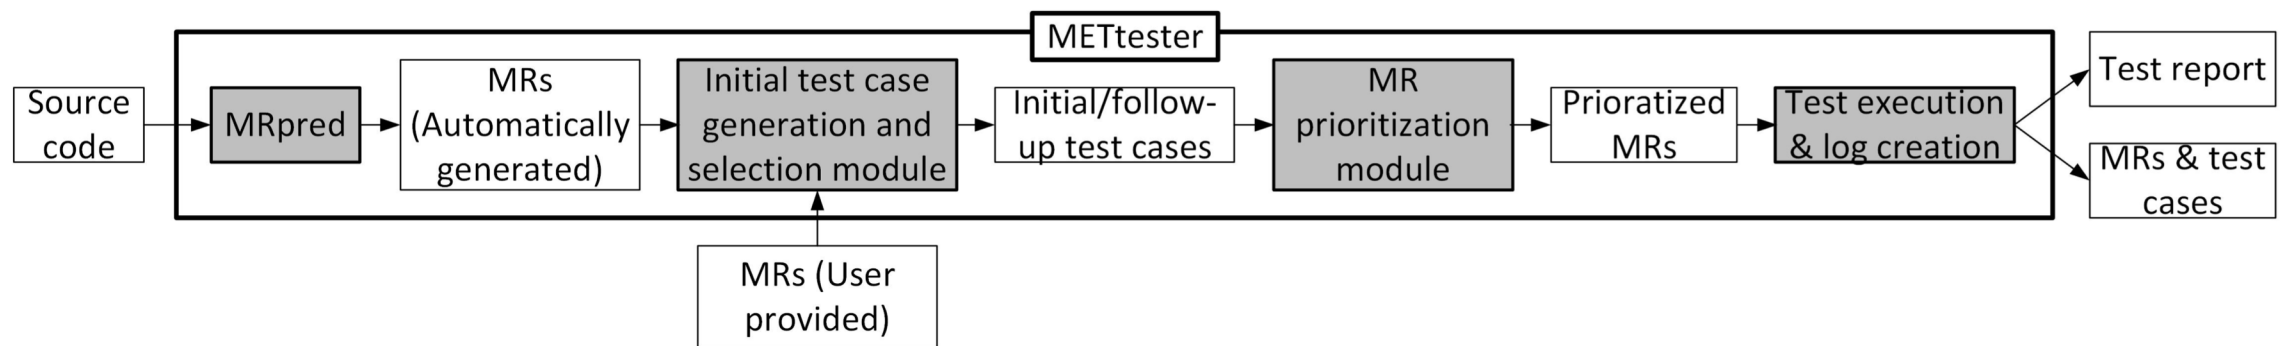 METtester
Source
code
MRpred
MRs
(Automatically
generated)
Initial test case
generation and
selection module
Initial/follow-
up test cases
MR
prioritization
module
Prioratized
MRs
Test execution
& log creation
Test report
MRs & test
cases
MRs (User
provided)